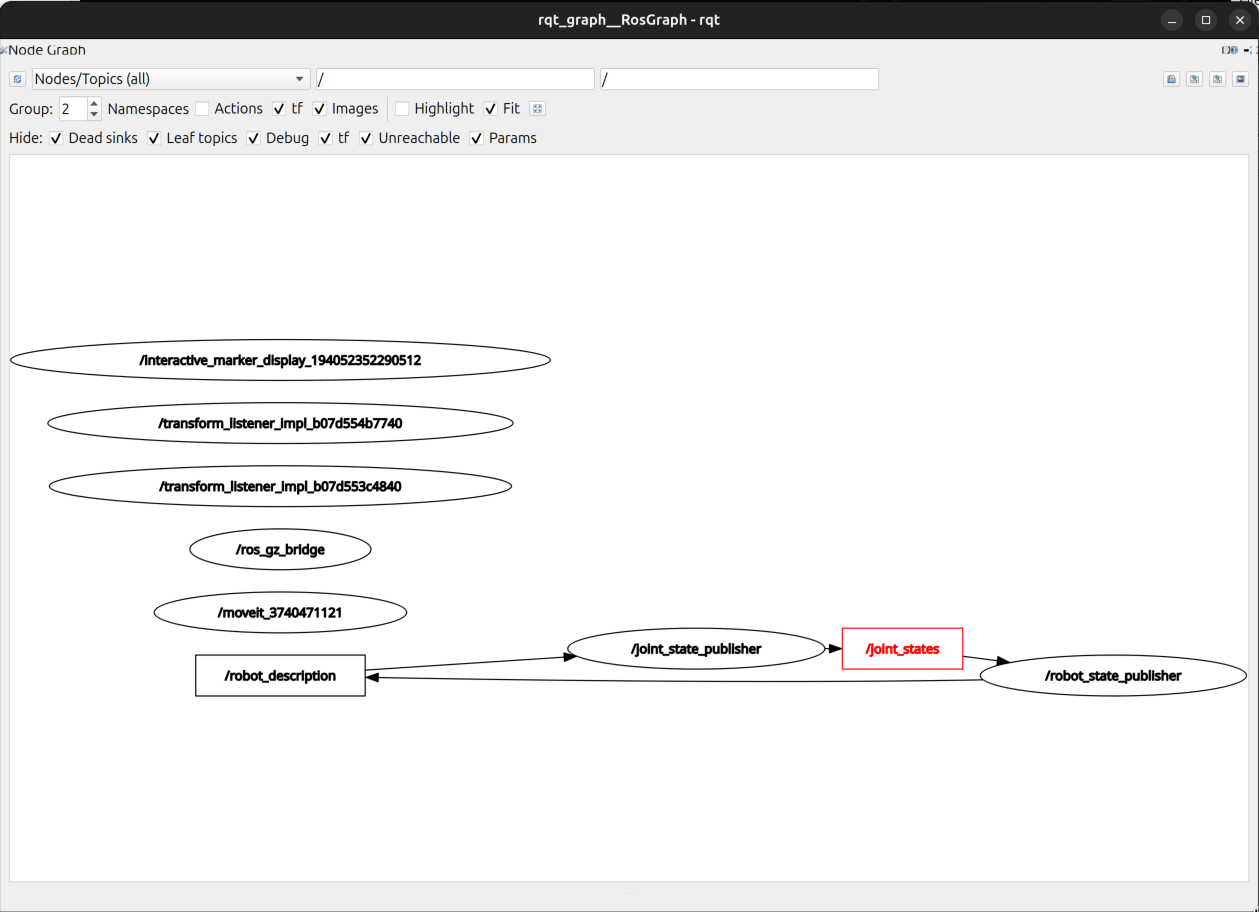 rqt_graph__RosGraph - rqt
Node Graph
Nodes/Topics (all) / /
Group: 2 Namespaces Actions tf Images Highlight Fit
Hide: Dead sinks Leaf topics Debug tf Unreachable Params
/interactive_marker_display_194052352290512
/transform_listener_impl_b07d554b7740
/transform_listener_impl_b07d553c4840
/ros_gz_bridge
/moveit_3740471121
/joint_state_publisher
/joint_states
/robot_description
/robot_state_publisher